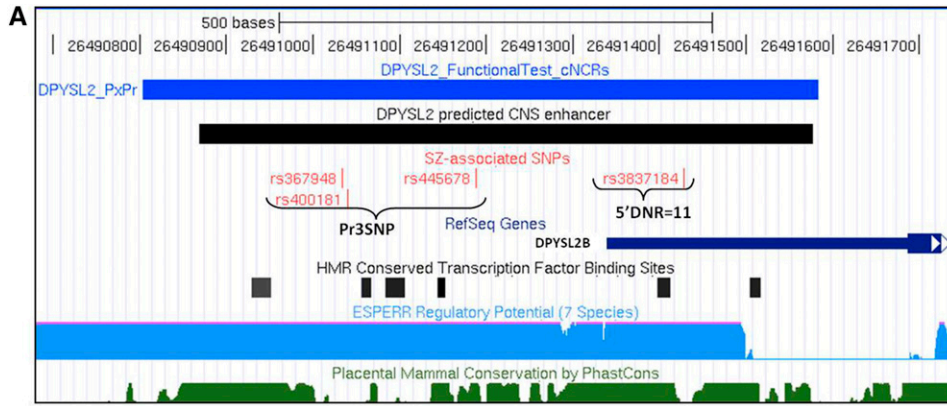 A
500 bases
26490800 26490900 26491000 26491100 26491200 26491300 26491400 26491500 26491600 26491700
DPYSL2_FunctionalTest_cNCRs
DPYSL2_PxPr
DPYSL2 predicted CNS enhancer
SZ-associated SNPs
rs367948 rs445678 rs3837184
rs400181
Pr3SNP 5'DNR=11
RefSeq Genes
DPYSL2B
HMR Conserved Transcription Factor Binding Sites
ESPERR Regulatory Potential (7 Species)
Placental Mammal Conservation by PhastCons